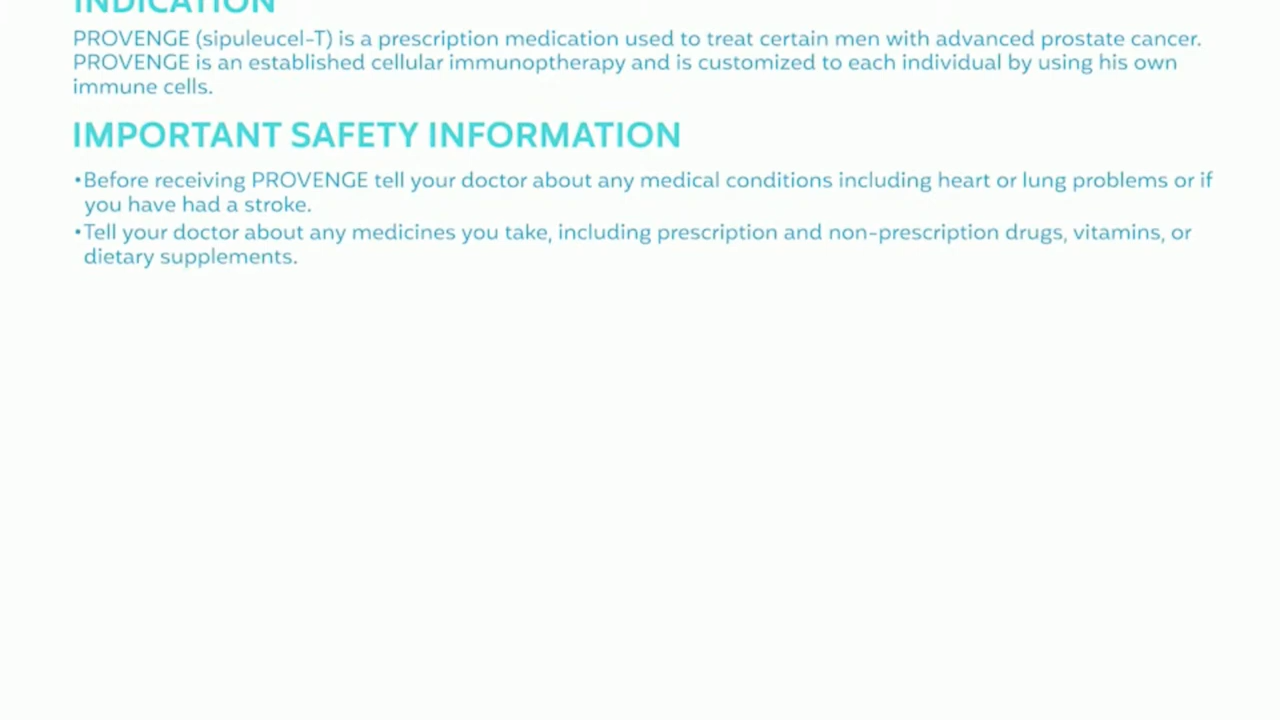 INDICATION
PROVENGE (sipuleucel-T) is a prescription medication used to treat certain men with advanced prostate cancer.
PROVENGE is an established cellular immunoptherapy and is customized to each individual by using his own
immune cells.
IMPORTANT SAFETY INFORMATION
•Before receiving PROVENGE tell your doctor about any medical conditions including heart or lung problems or if
you have had a stroke.
•Tell your doctor about any medicines you take, including prescription and non-prescription drugs, vitamins, or
dietary supplements.